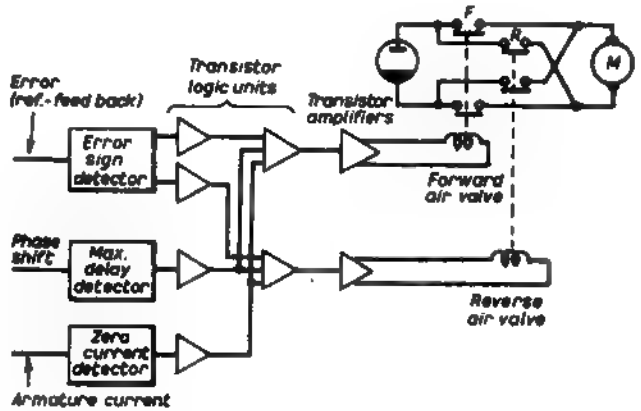 F
R
M
Error
(ref.-feed back)
Transistor
logic units
Transistor
amplifiers
Error
sign
detector
Forward
air valve
Phase
shift
Max.
delay
detector
Reverse
air valve
Zero
current
detector
Armature current